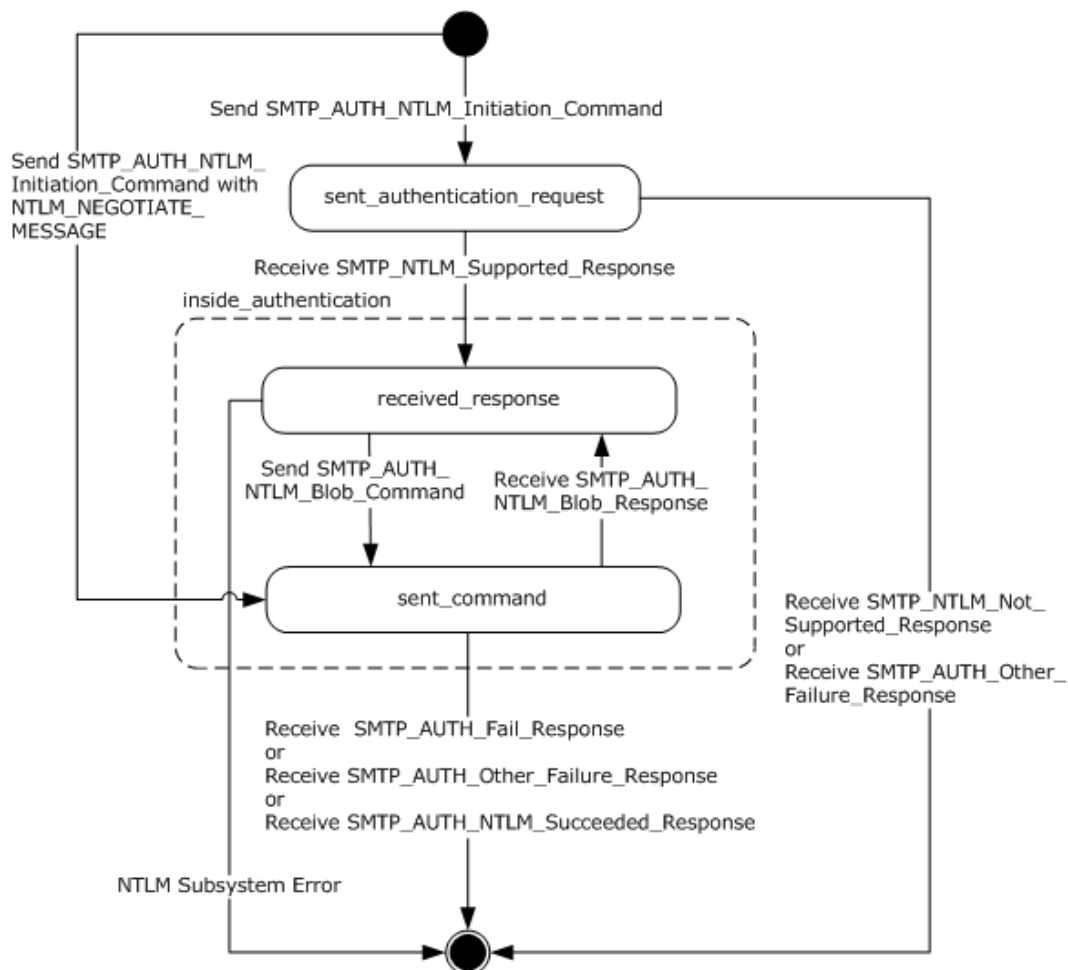 Send SMTP_AUTH_NTLM_Initiation_Command
Send SMTP_AUTH_NTLM_
Initiation_Command with
NTLM_NEGOTIATE_
MESSAGE
sent_authentication_request
Receive SMTP_NTLM_Supported_Response
inside_authentication
received_response
Send SMTP_AUTH_
NTLM_Blob_Command
Receive SMTP_AUTH_
NTLM_Blob_Response
sent_command
Receive SMTP_NTLM_Not_
Supported_Response
or
Receive SMTP_AUTH_Other_
Failure_Response
Receive  SMTP_AUTH_Fail_Response
or
Receive SMTP_AUTH_Other_Failure_Response
or
Receive SMTP_AUTH_NTLM_Succeeded_Response
NTLM Subsystem Error